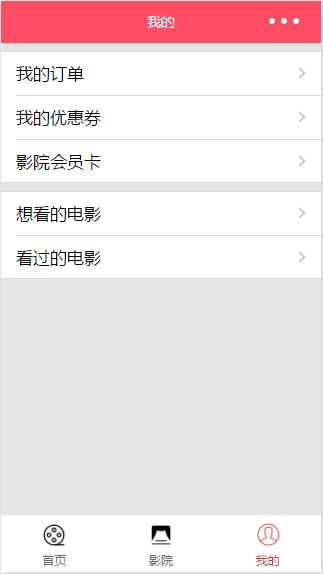 我的
我的订单
我的优惠券
影院会员卡
想看的电影
看过的电影
首页
影院
我的